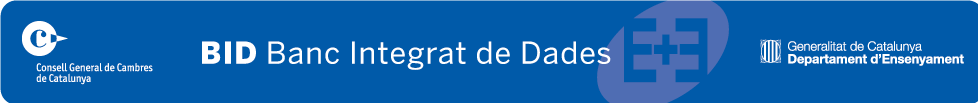 Consell General de Cambres
de Catalunya
BID Banc Integrat de Dades
E+E
Generalitat de Catalunya
Departament d'Ensenyament